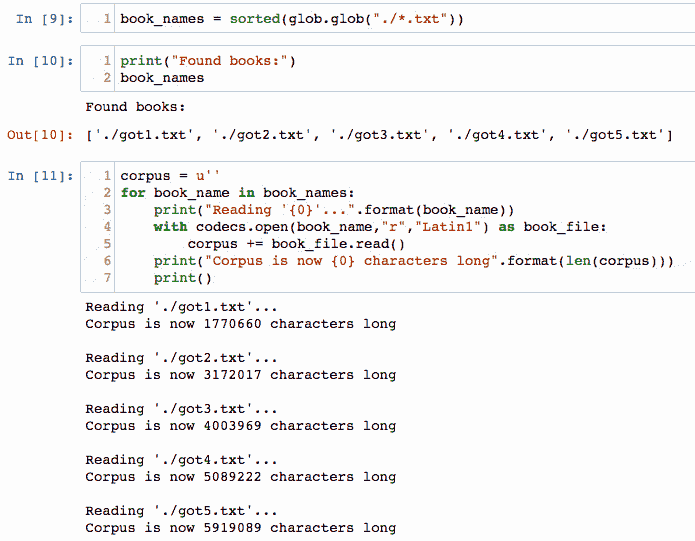 In [9]: 1 book_names = sorted(glob.glob("./*.txt"))
In [10]: 1 print("Found books:")
2 book_names
Found books:
Out[10]: ['./got1.txt', './got2.txt', './got3.txt', './got4.txt', './got5.txt']
In [11]: 1 corpus = u''
2 for book_name in book_names:
3     print("Reading '{0}'...".format(book_name))
4     with codecs.open(book_name,"r","Latin1") as book_file:
5         corpus += book_file.read()
6     print("Corpus is now {0} characters long".format(len(corpus)))
7     print()
Reading './got1.txt'...
Corpus is now 1770660 characters long
Reading './got2.txt'...
Corpus is now 3172017 characters long
Reading './got3.txt'...
Corpus is now 4003969 characters long
Reading './got4.txt'...
Corpus is now 5089222 characters long
Reading './got5.txt'...
Corpus is now 5919089 characters long